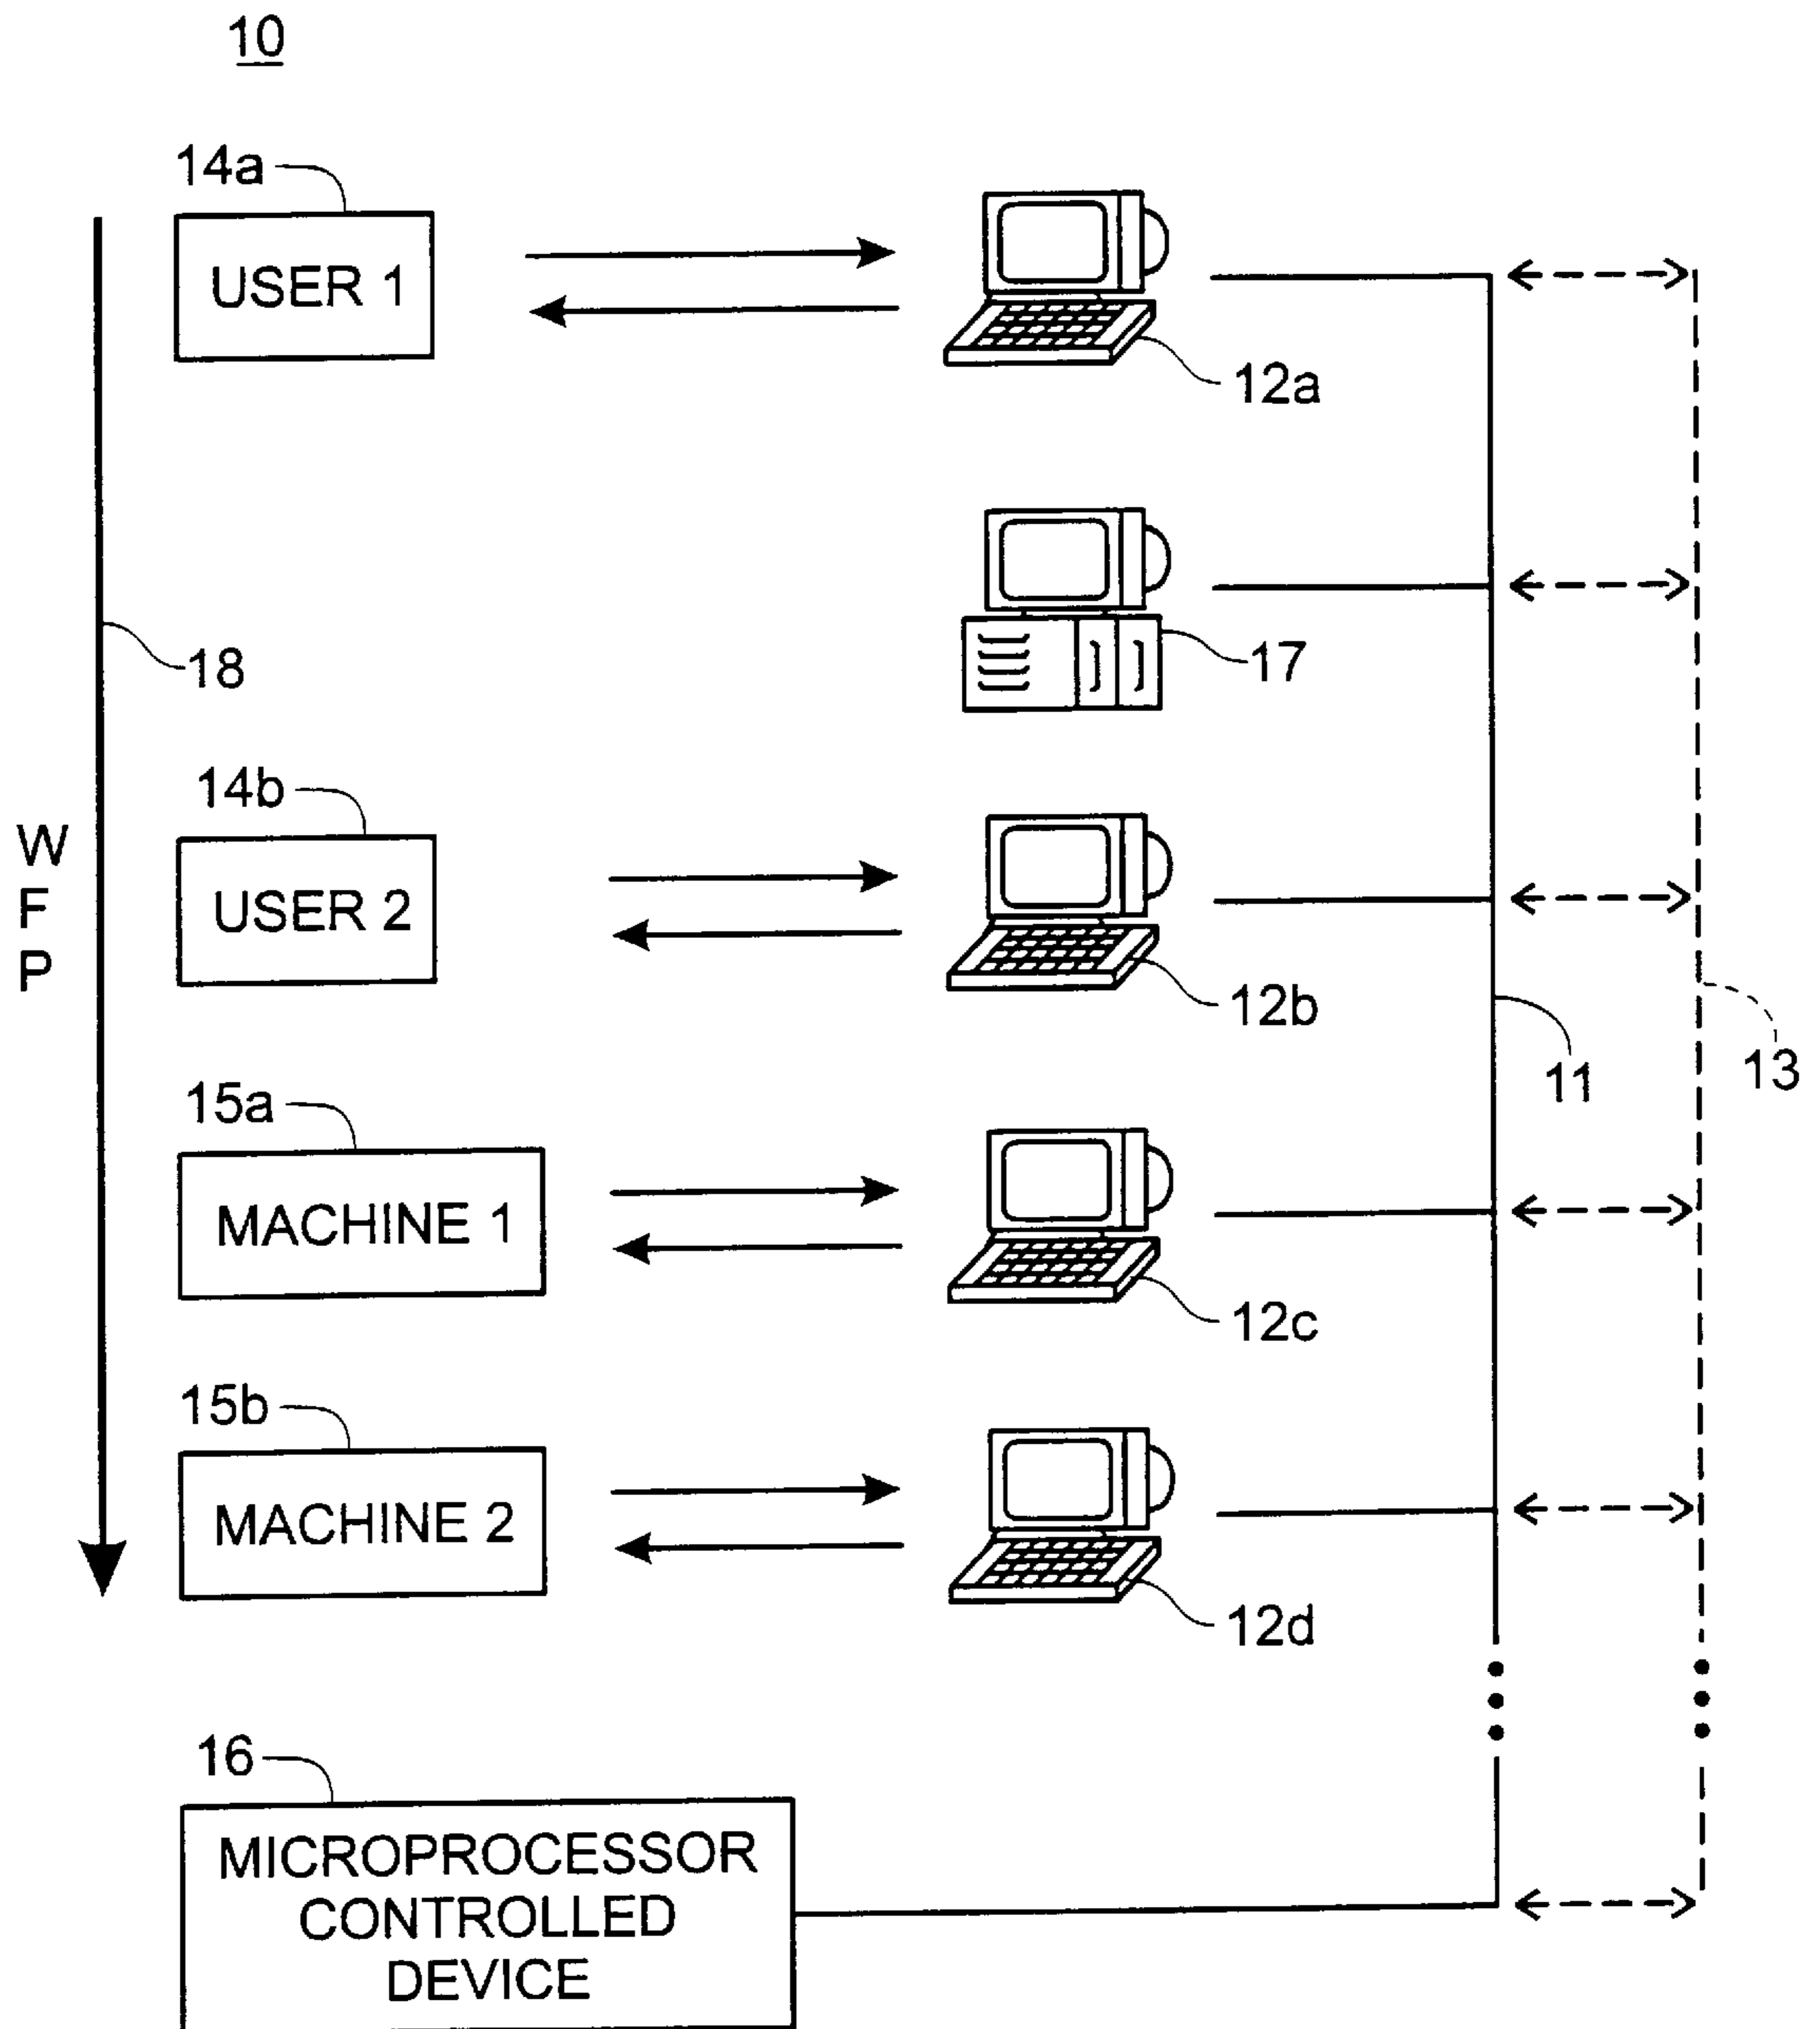 10
14a
USER 1
12a
18
17
14b
W
F
P
USER 2
12b
11
13
15a
MACHINE 1
12c
15b
MACHINE 2
12d
16
MICROPROCESSOR
CONTROLLED
DEVICE